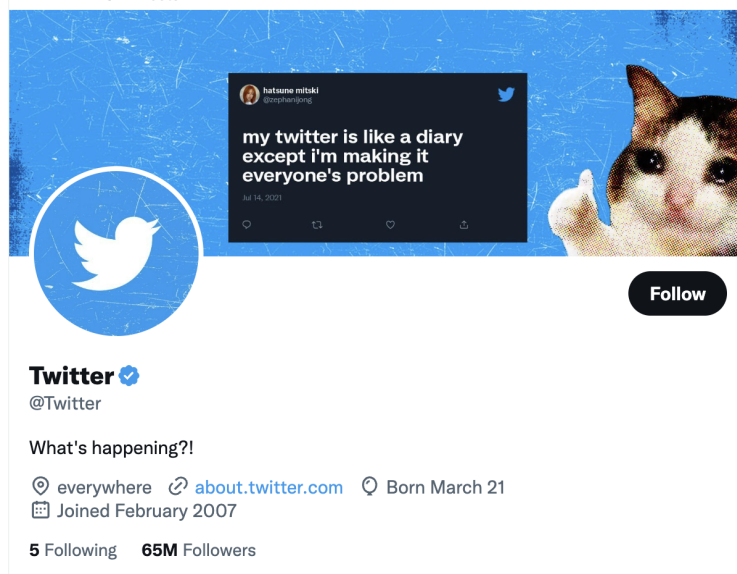 hatsune mitski
@zephanijong
my twitter is like a diary
except i'm making it
everyone's problem
Jul 14, 2021
Follow
Twitter
@Twitter
What's happening?!
everywhere about.twitter.com Born March 21
Joined February 2007
5 Following 65M Followers